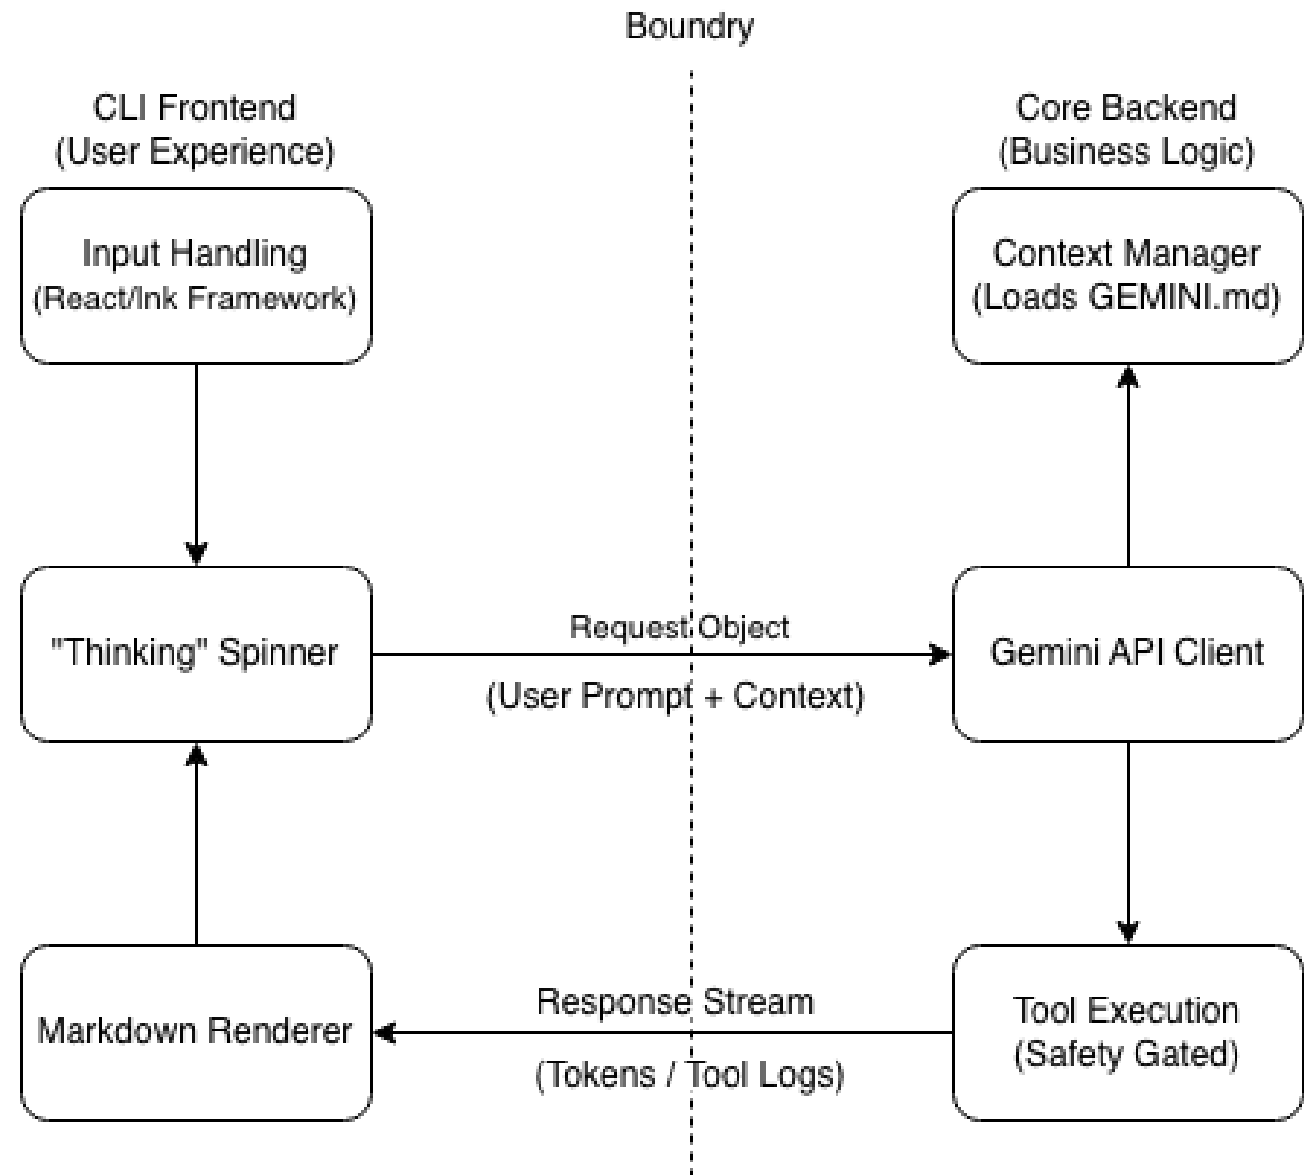 Boundry
CLI Frontend
(User Experience)
Core Backend
(Business Logic)
Input Handling
(React/Ink Framework)
Context Manager
(Loads GEMINI.md)
"Thinking" Spinner
Request Object
(User Prompt + Context)
Gemini API Client
Markdown Renderer
Response Stream
(Tokens / Tool Logs)
Tool Execution
(Safety Gated)